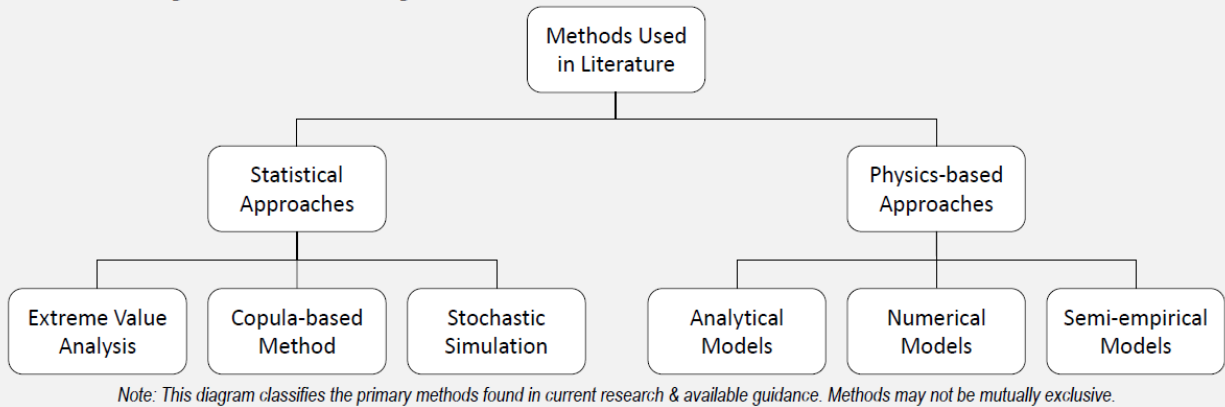 Methods Used
in Literature
Statistical
Approaches
Physics-based
Approaches
Extreme Value
Analysis
Copula-based
Method
Stochastic
Simulation
Analytical
Models
Numerical
Models
Semi-empirical
Models
Note: This diagram classifies the primary methods found in current research & available guidance. Methods may not be mutually exclusive.